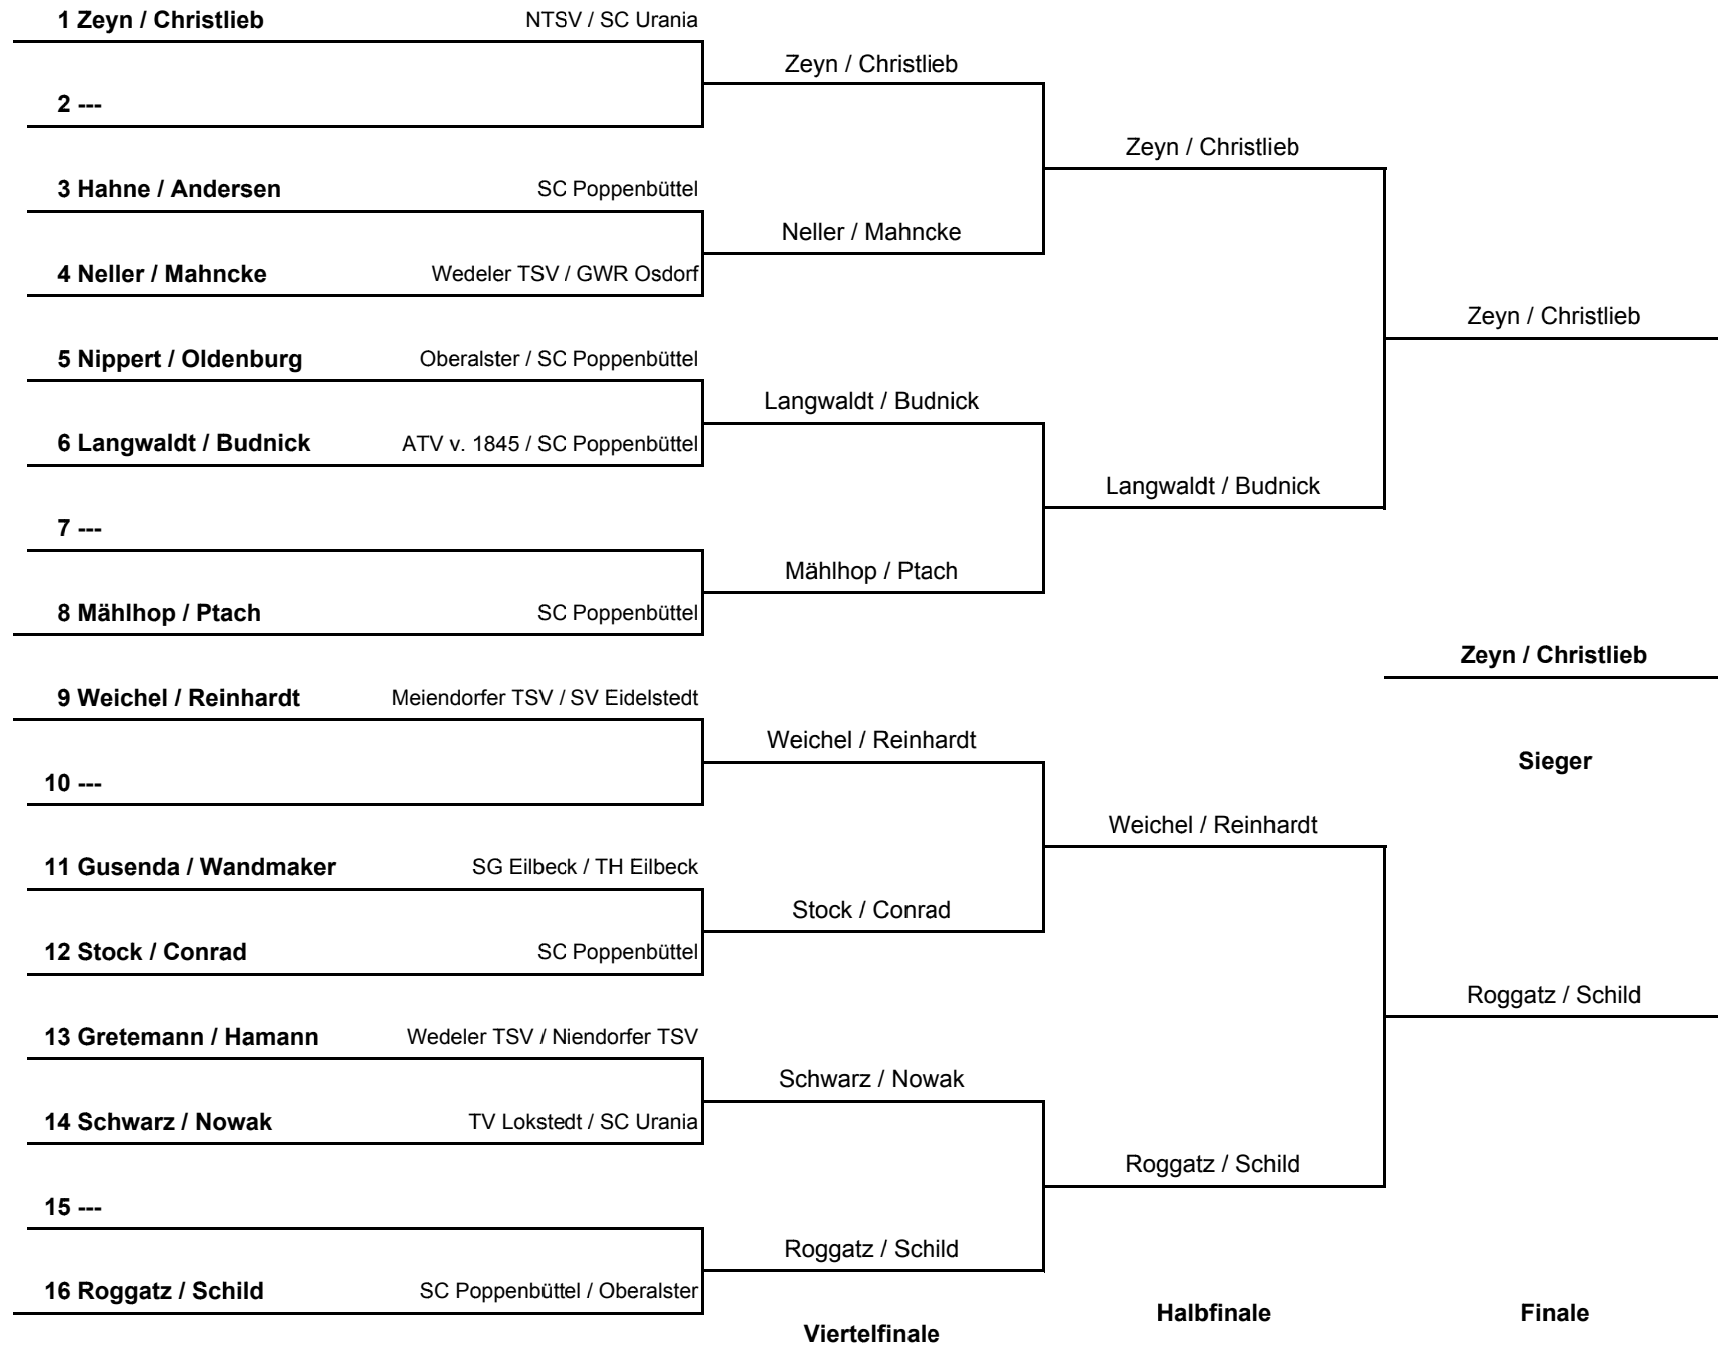 1 Zeyn / Christlieb NTSV / SC Urania
Zeyn / Christlieb
2 ---
Zeyn / Christlieb
3 Hahne / Andersen SC Poppenbüttel
Neller / Mahncke
4 Neller / Mahncke Wedeler TSV / GWR Osdorf
Zeyn / Christlieb
5 Nippert / Oldenburg Oberalster / SC Poppenbüttel
Langwaldt / Budnick
6 Langwaldt / Budnick ATV v. 1845 / SC Poppenbüttel
Langwaldt / Budnick
7 ---
Mählhop / Ptach
8 Mählhop / Ptach SC Poppenbüttel
Zeyn / Christlieb
9 Weichel / Reinhardt Meiendorfer TSV / SV Eidelstedt
Weichel / Reinhardt
Sieger
10 ---
Weichel / Reinhardt
11 Gusenda / Wandmaker SG Eilbeck / TH Eilbeck
Stock / Conrad
12 Stock / Conrad SC Poppenbüttel
Roggatz / Schild
13 Gretemann / Hamann Wedeler TSV / Niendorfer TSV
Schwarz / Nowak
14 Schwarz / Nowak TV Lokstedt / SC Urania
Roggatz / Schild
15 ---
Roggatz / Schild
16 Roggatz / Schild SC Poppenbüttel / Oberalster
Halbfinale Finale
Viertelfinale